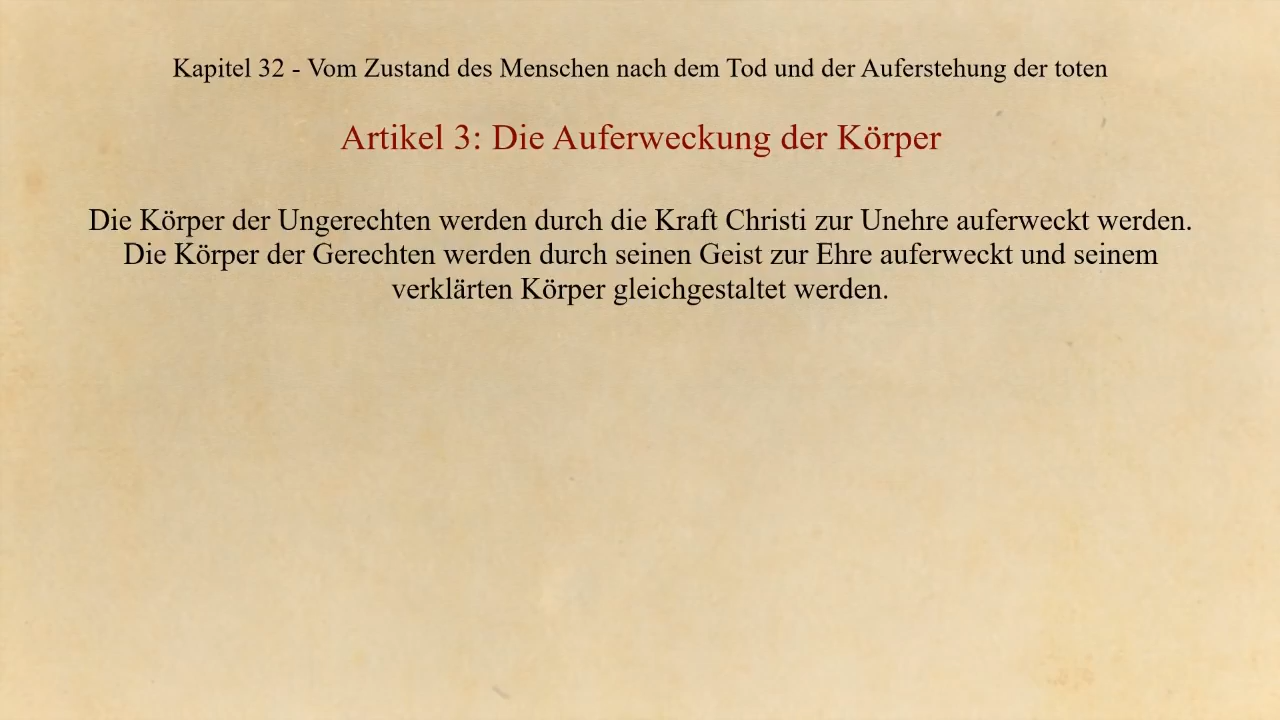 Kapitel 32 - Vom Zustand des Menschen nach dem Tod und der Auferstehung der toten
Artikel 3: Die Auferweckung der Körper
Die Körper der Ungerechten werden durch die Kraft Christi zur Unehre auferweckt werden.
Die Körper der Gerechten werden durch seinen Geist zur Ehre auferweckt und seinem
verklärten Körper gleichgestaltet werden.